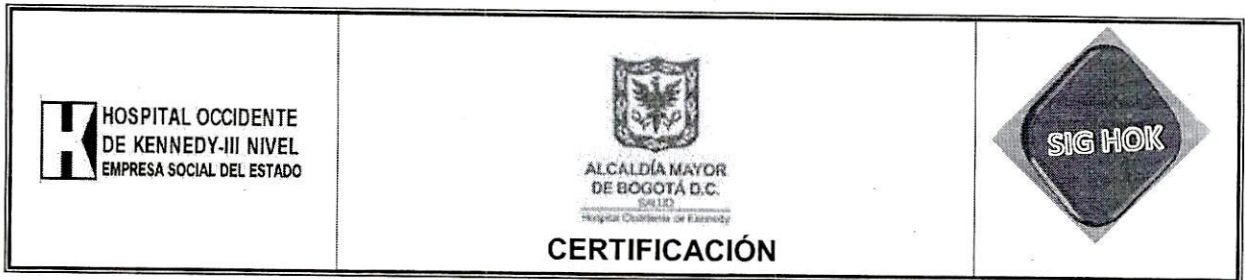 HOSPITAL OCCIDENTE
DE KENNEDY-III NIVEL
EMPRESA SOCIAL DEL ESTADO
ALCALDÍA MAYOR
DE BOGOTÁ D.C.
SALUD
Hospital Occidente de Kennedy
CERTIFICACIÓN
SIG HOK